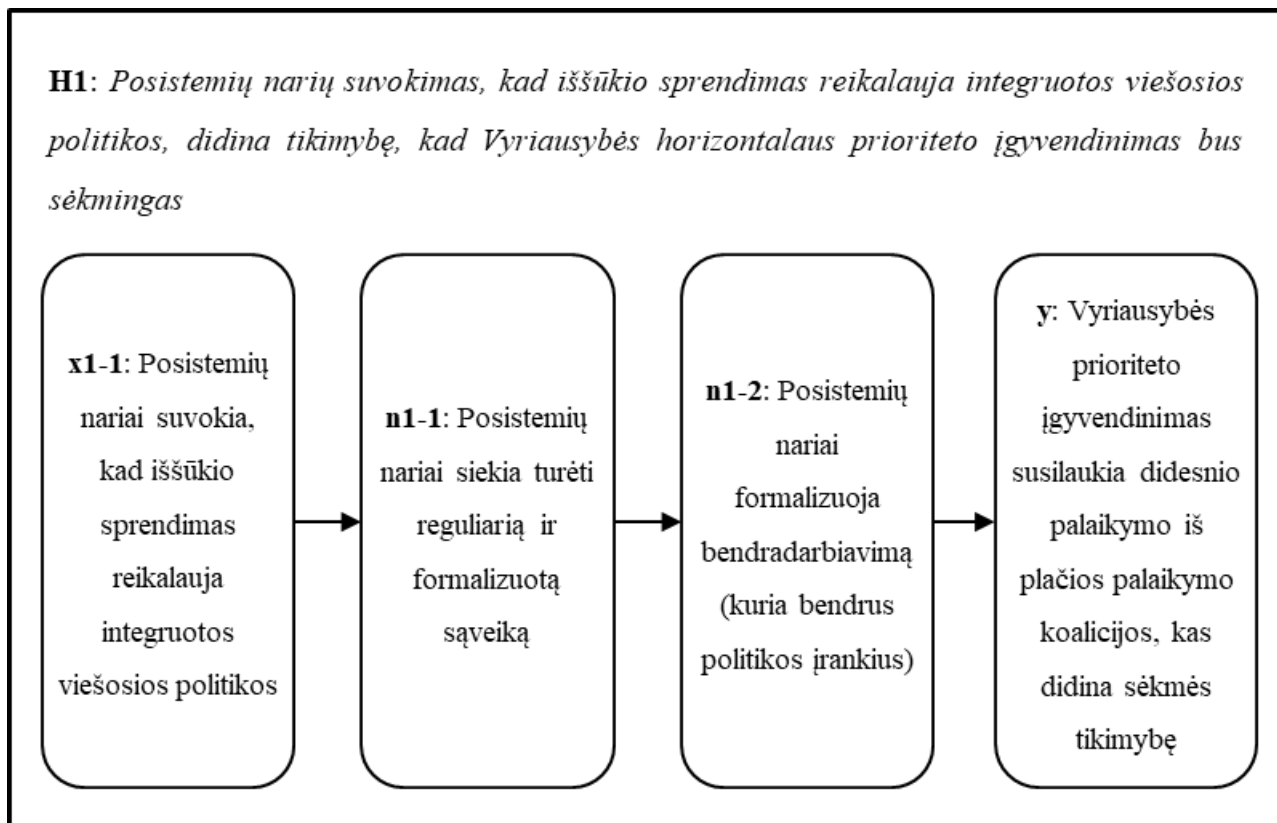 H1: Posistemių narių suvokimas, kad iššūkio sprendimas reikalauja integruotos viešosios
politikos, didina tikimybę, kad Vyriausybės horizontalaus prioriteto įgyvendinimas bus
sėkmingas
x1-1: Posistemių
nariai suvokia,
kad iššūkio
sprendimas
reikalauja
integruotos
viešosios politikos
n1-1: Posistemių
nariai siekia turėti
reguliarią ir
formalizuotą
sąveiką
n1-2: Posistemių
nariai
formalizuoja
bendradarbiavimą
(kuria bendrus
politikos įrankius)
y: Vyriausybės
prioriteto
įgyvendinimas
susilaukia didesnio
palaikymo iš
plačios palaikymo
koalicijos, kas
didina sėkmės
tikimybę